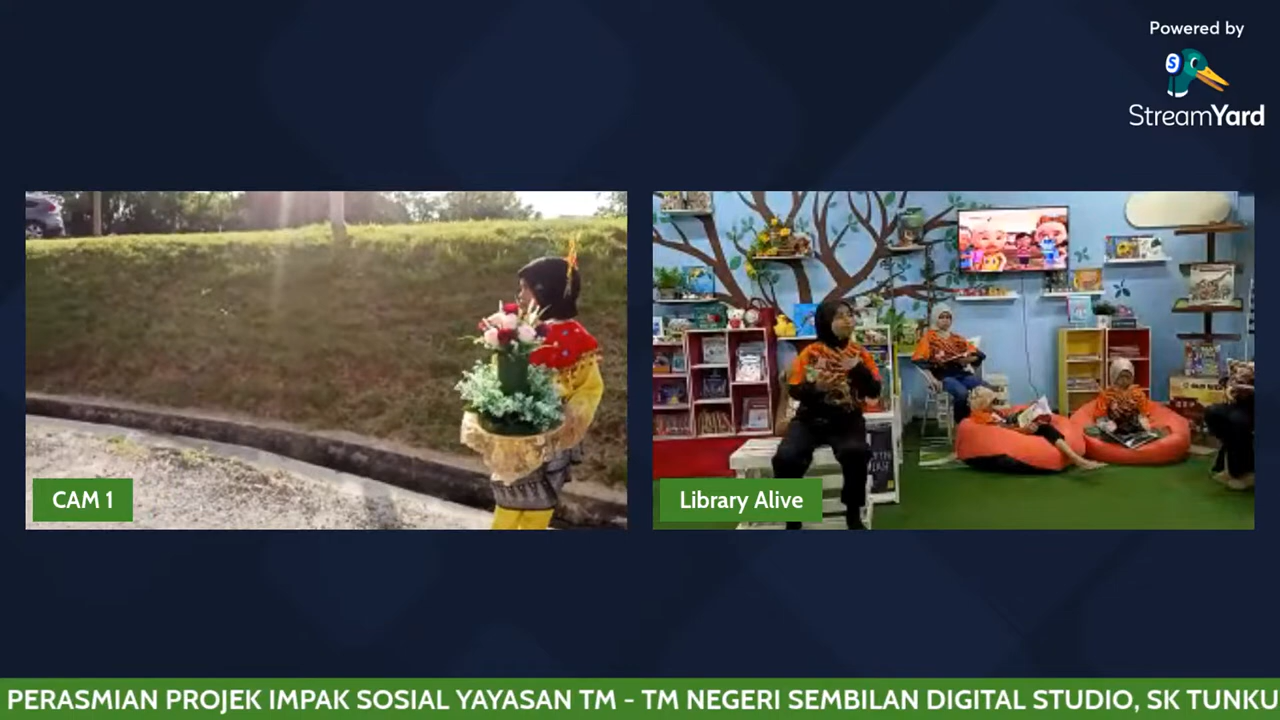 Powered by
S
StreamYard
CAM 1
Library Alive
PERASMIAN PROJEK IMPAK SOSIAL YAYASAN TM - TM NEGERI SEMBILAN DIGITAL STUDIO, SK TUNKU